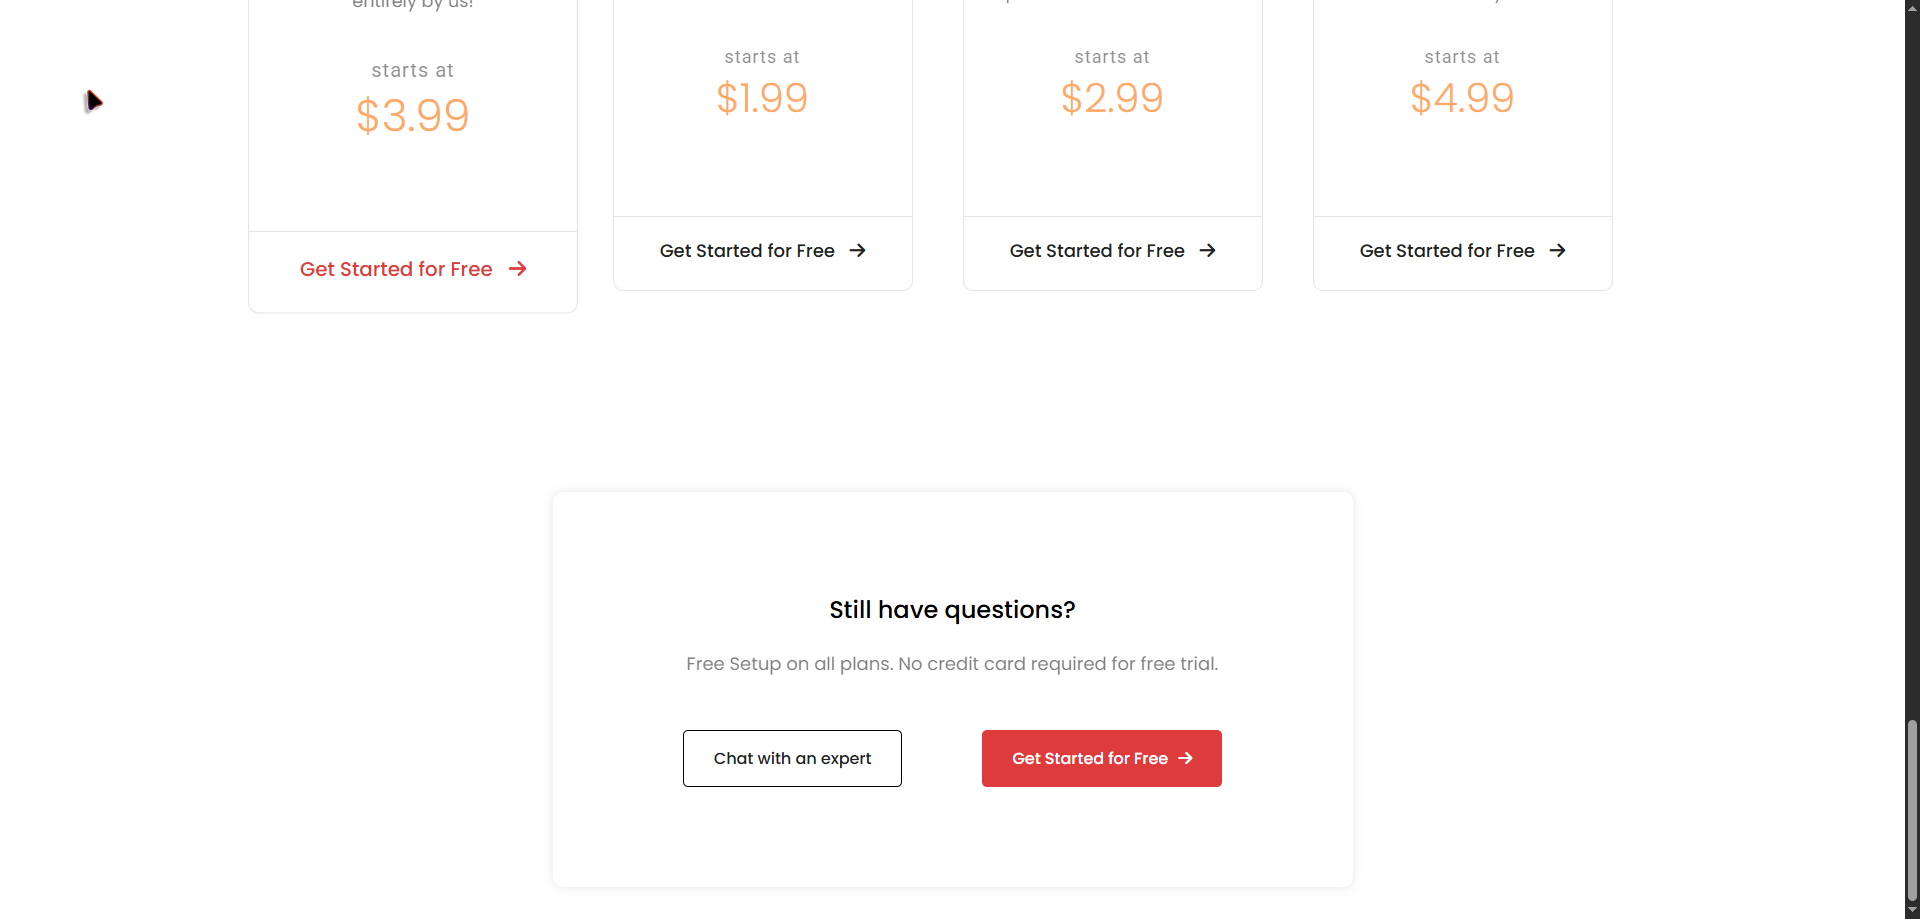 entirely by us!
starts at
$3.99
Get Started for Free
starts at
$1.99
Get Started for Free
starts at
$2.99
Get Started for Free
starts at
$4.99
Get Started for Free
Still have questions?
Free Setup on all plans. No credit card required for free trial.
Chat with an expert
Get Started for Free